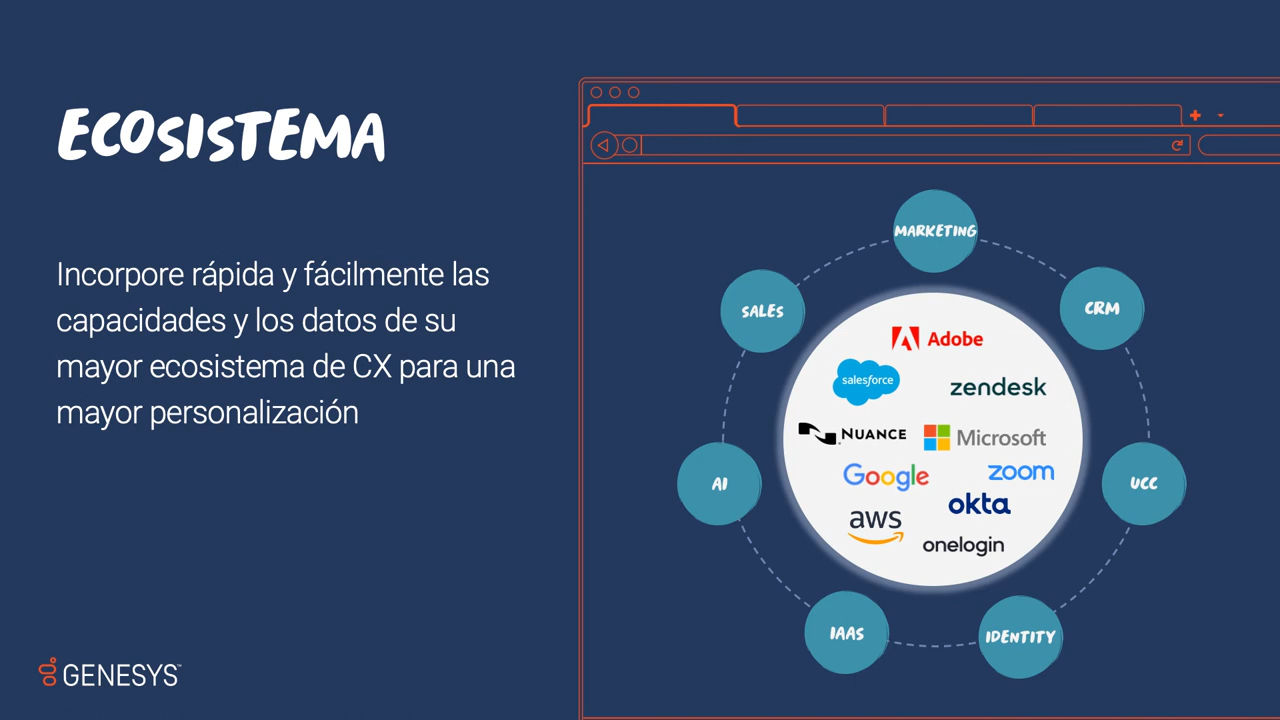 ECOSISTEMA
Incorpore rápida y fácilmente las
capacidades y los datos de su
mayor ecosistema de CX para una
mayor personalización
MARKETING
SALES
CRM
Adobe
salesforce
zendesk
NUANCE
Microsoft
Google
zoom
AI
UCC
okta
aws
onelogin
IAAS
IDENTITY
GENESYS™